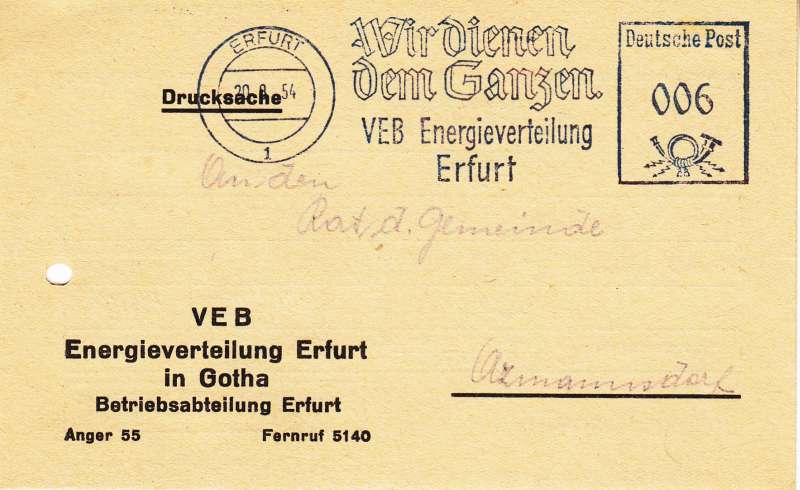 ERFURT
20.8.54
1
Wir dienen
dem Ganzen.
VEB Energieverteilung
Erfurt
Deutsche Post
006
Drucksache
An den
Rat d. Gemeinde
Azmannsdorf
VEB
Energieverteilung Erfurt
in Gotha
Betriebsabteilung Erfurt
Anger 55 Fernruf 5140